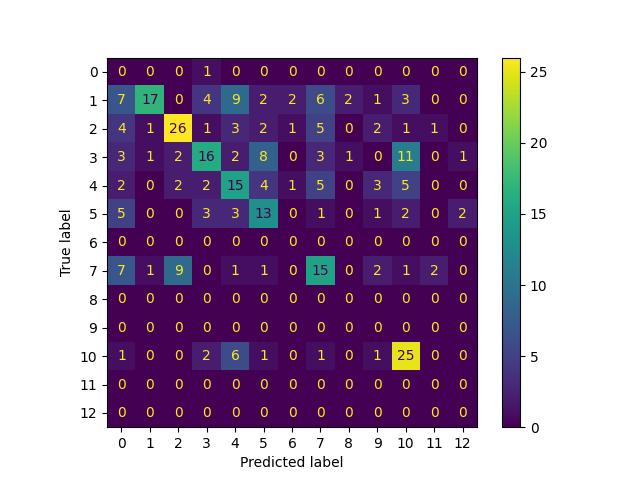 0 0 0 0 1 0 0 0 0 0 0 0 0 0
1 7 17 0 4 9 2 2 6 2 1 3 0 0
2 4 1 26 1 3 2 1 5 0 2 1 1 0
3 3 1 2 16 2 8 0 3 1 0 11 0 1
4 2 0 2 2 15 4 1 5 0 3 5 0 0
5 5 0 0 3 3 13 0 1 0 1 2 0 2
6 0 0 0 0 0 0 0 0 0 0 0 0 0
7 7 1 9 0 1 1 0 15 0 2 1 2 0
8 0 0 0 0 0 0 0 0 0 0 0 0 0
9 0 0 0 0 0 0 0 0 0 0 0 0 0
10 1 0 0 2 6 1 0 1 0 1 25 0 0
11 0 0 0 0 0 0 0 0 0 0 0 0 0
12 0 0 0 0 0 0 0 0 0 0 0 0 0
0 1 2 3 4 5 6 7 8 9 10 11 12
Predicted label
True label
25
20
15
10
5
0